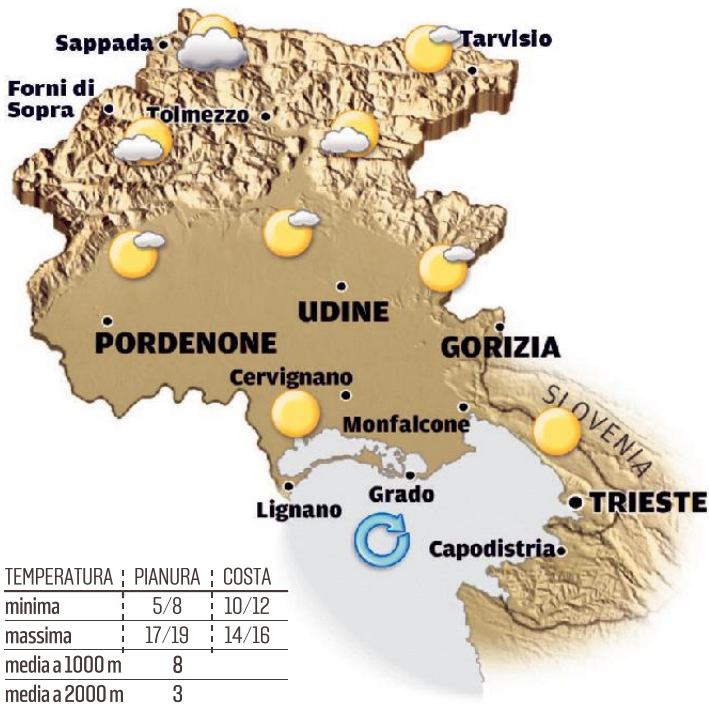 Sappada
Tarvisio
Forni di
Sopra
Tolmezzo
UDINE
PORDENONE
GORIZIA
Cervignano
SLOVENIA
Monfalcone
Lignano
Grado
TRIESTE
Capodistria
TEMPERATURA PIANURA COSTA
minima 5/8 10/12
massima 17/19 14/16
media a 1000 m 8
media a 2000 m 3